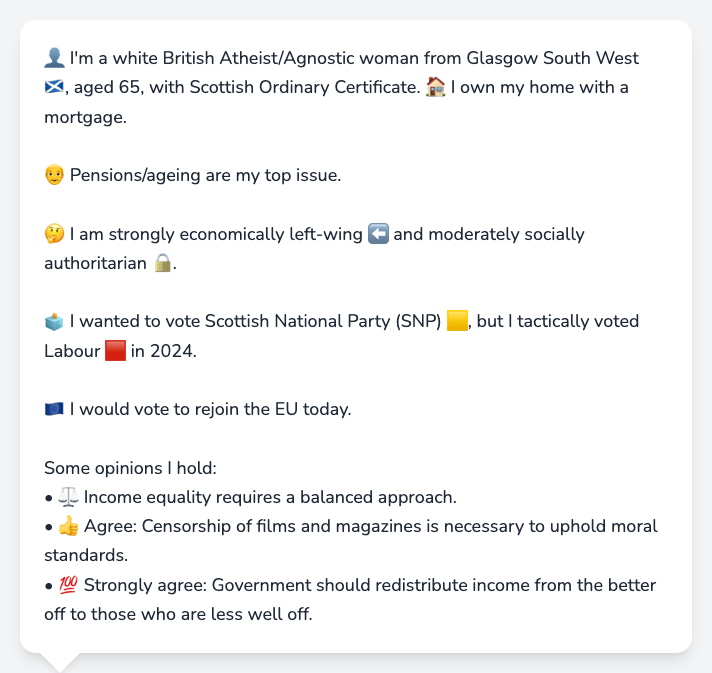 👤 I'm a white British Atheist/Agnostic woman from Glasgow South West
🏴󠁧󠁢󠁳󠁣󠁴󠁿, aged 65, with Scottish Ordinary Certificate. 🏠 I own my home with a
mortgage.
🧓 Pensions/ageing are my top issue.
🤔 I am strongly economically left-wing ⬅️ and moderately socially
authoritarian 🔒.
🗳️ I wanted to vote Scottish National Party (SNP) 🟨, but I tactically voted
Labour 🟥 in 2024.
🇪🇺 I would vote to rejoin the EU today.
Some opinions I hold:
• ⚖️ Income equality requires a balanced approach.
• 👍 Agree: Censorship of films and magazines is necessary to uphold moral
standards.
• 💯 Strongly agree: Government should redistribute income from the better
off to those who are less well off.